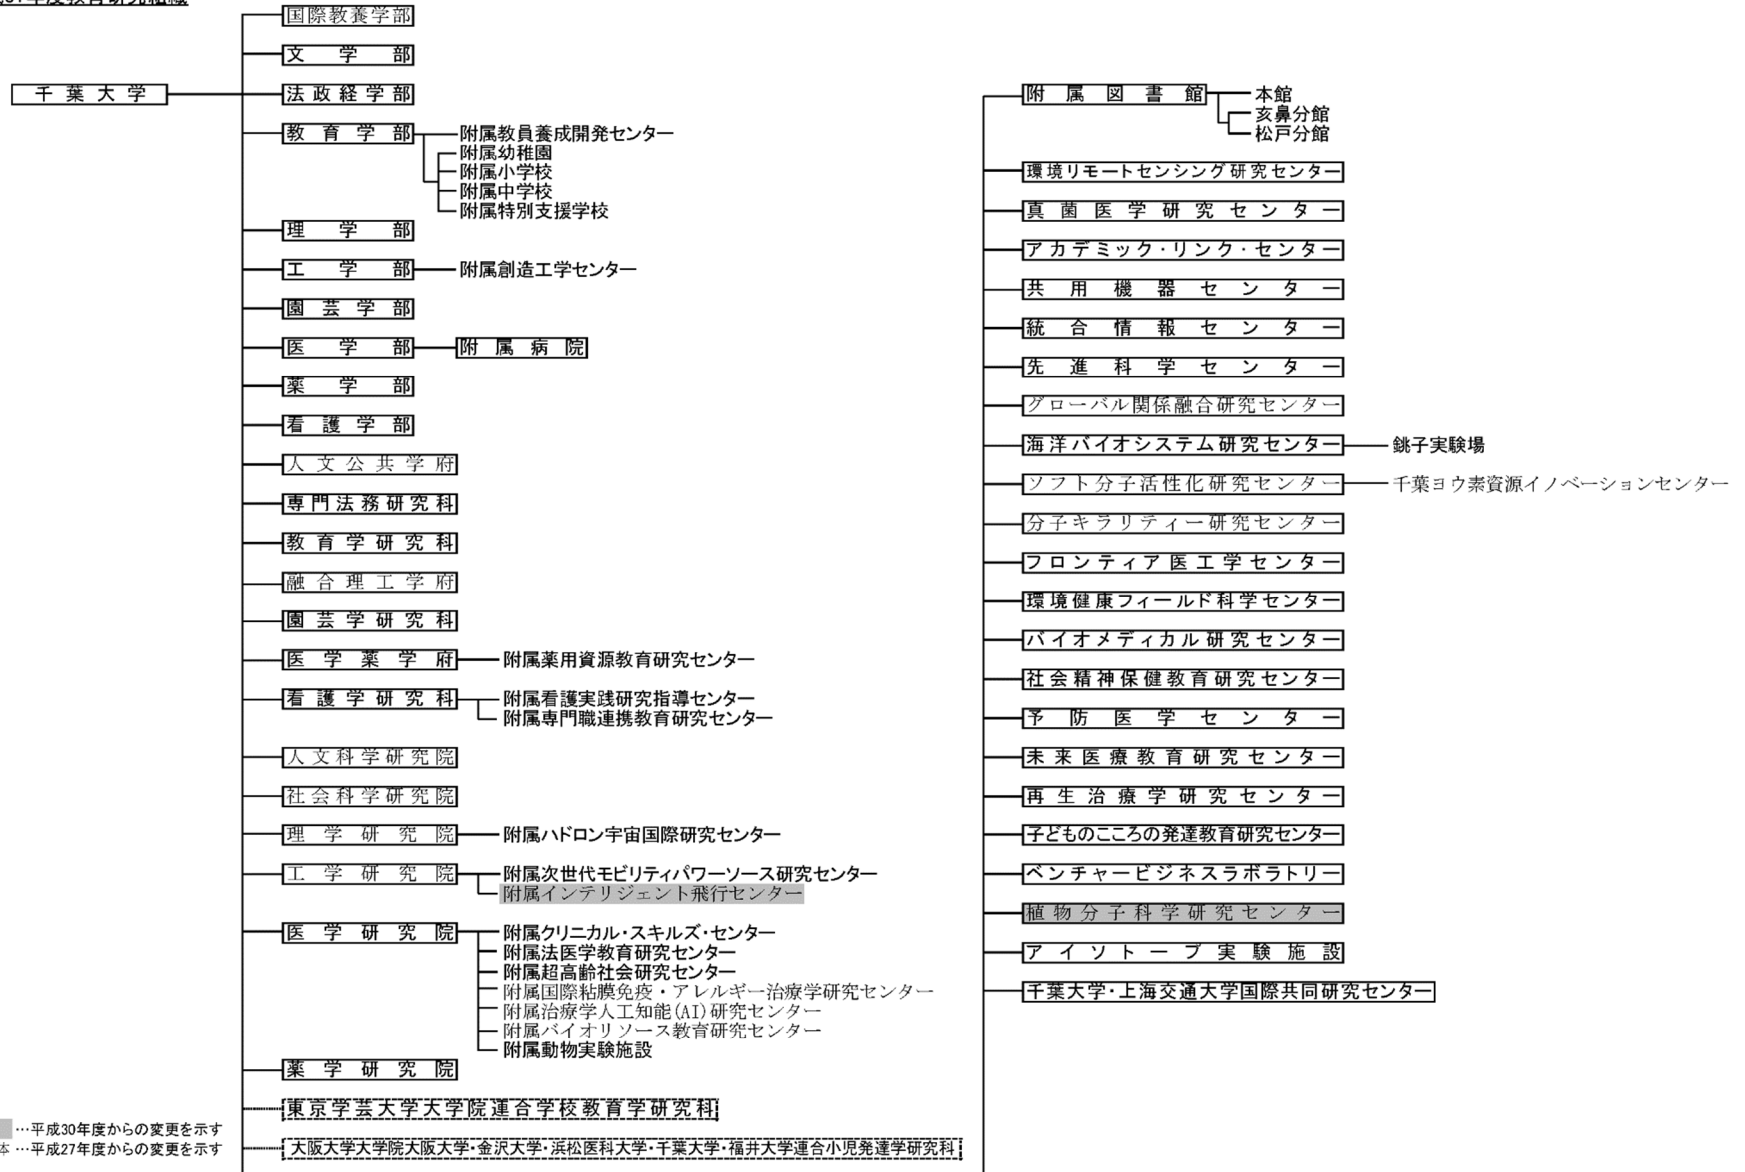 年度教育研究組織
国際教養学部
文学部
千葉大学
法政経学部
教育学部
附属教員養成開発センター
附属幼稚園
附属小学校
附属中学校
附属特別支援学校
理学部
工学部
附属創造工学センター
園芸学部
医学部
附属病院
薬学部
看護学部
人文公共学府
専門法務研究科
教育学研究科
融合理工学府
園芸学研究科
医学薬学府
附属薬用資源教育研究センター
看護学研究科
附属看護実践研究指導センター
附属専門職連携教育研究センター
人文科学研究院
社会科学研究院
理学研究院
附属ハドロン宇宙国際研究センター
工学研究院
附属次世代モビリティパワーソース研究センター
附属インテリジェント飛行センター
医学研究院
附属クリニカル・スキルズ・センター
附属法医学教育研究センター
附属超高齢社会研究センター
附属国際粘膜免疫・アレルギー治療学研究センター
附属治療学人工知能(AI)研究センター
附属バイオリソース教育研究センター
附属動物実験施設
薬学研究院
東京学芸大学大学院連合学校教育学研究科
大阪大学大学院大阪大学・金沢大学・浜松医科大学・千葉大学・福井大学連合小児発達学研究科
…平成30年度からの変更を示す
体 …平成27年度からの変更を示す
附属図書館
本館
亥鼻分館
松戸分館
環境リモートセンシング研究センター
真菌医学研究センター
アカデミック・リンク・センター
共用機器センター
統合情報センター
先進科学センター
グローバル関係融合研究センター
海洋バイオシステム研究センター
銚子実験場
ソフト分子活性化研究センター
千葉ヨウ素資源イノベーションセンター
分子キラリティー研究センター
フロンティア医工学センター
環境健康フィールド科学センター
バイオメディカル研究センター
社会精神保健教育研究センター
予防医学センター
未来医療教育研究センター
再生治療学研究センター
子どものこころの発達教育研究センター
ベンチャービジネスラボラトリー
植物分子科学研究センター
アイソトープ実験施設
千葉大学・上海交通大学国際共同研究センター